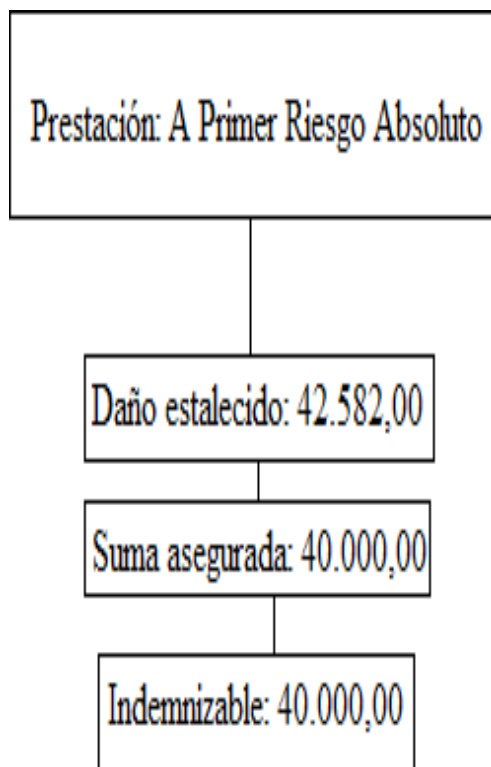 Prestación: A Primer Riesgo Absoluto
Daño estalecido: 42.582,00
Suma asegurada: 40.000,00
Indemnizable: 40.000,00